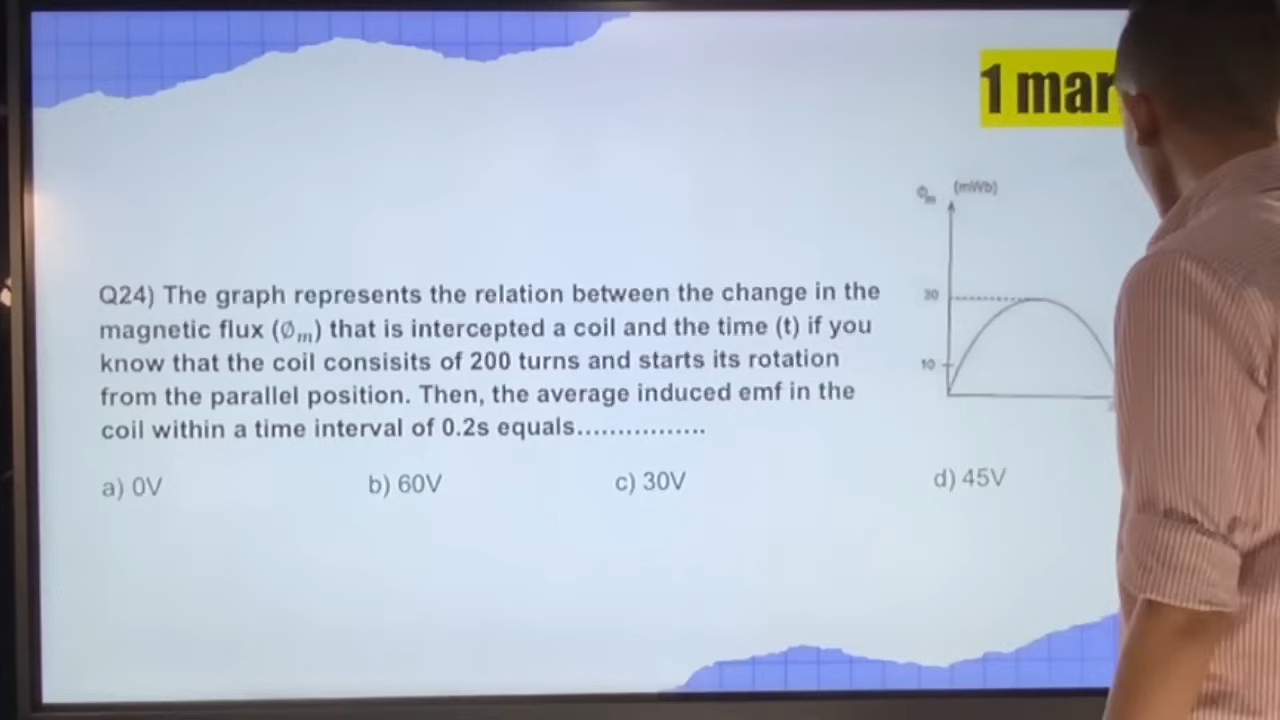 1 mar
Øm (mWb)
30
10
Q24) The graph represents the relation between the change in the
magnetic flux (∅m) that is intercepted a coil and the time (t) if you
know that the coil consisits of 200 turns and starts its rotation
from the parallel position. Then, the average induced emf in the
coil within a time interval of 0.2s equals................
a) 0V b) 60V c) 30V d) 45V